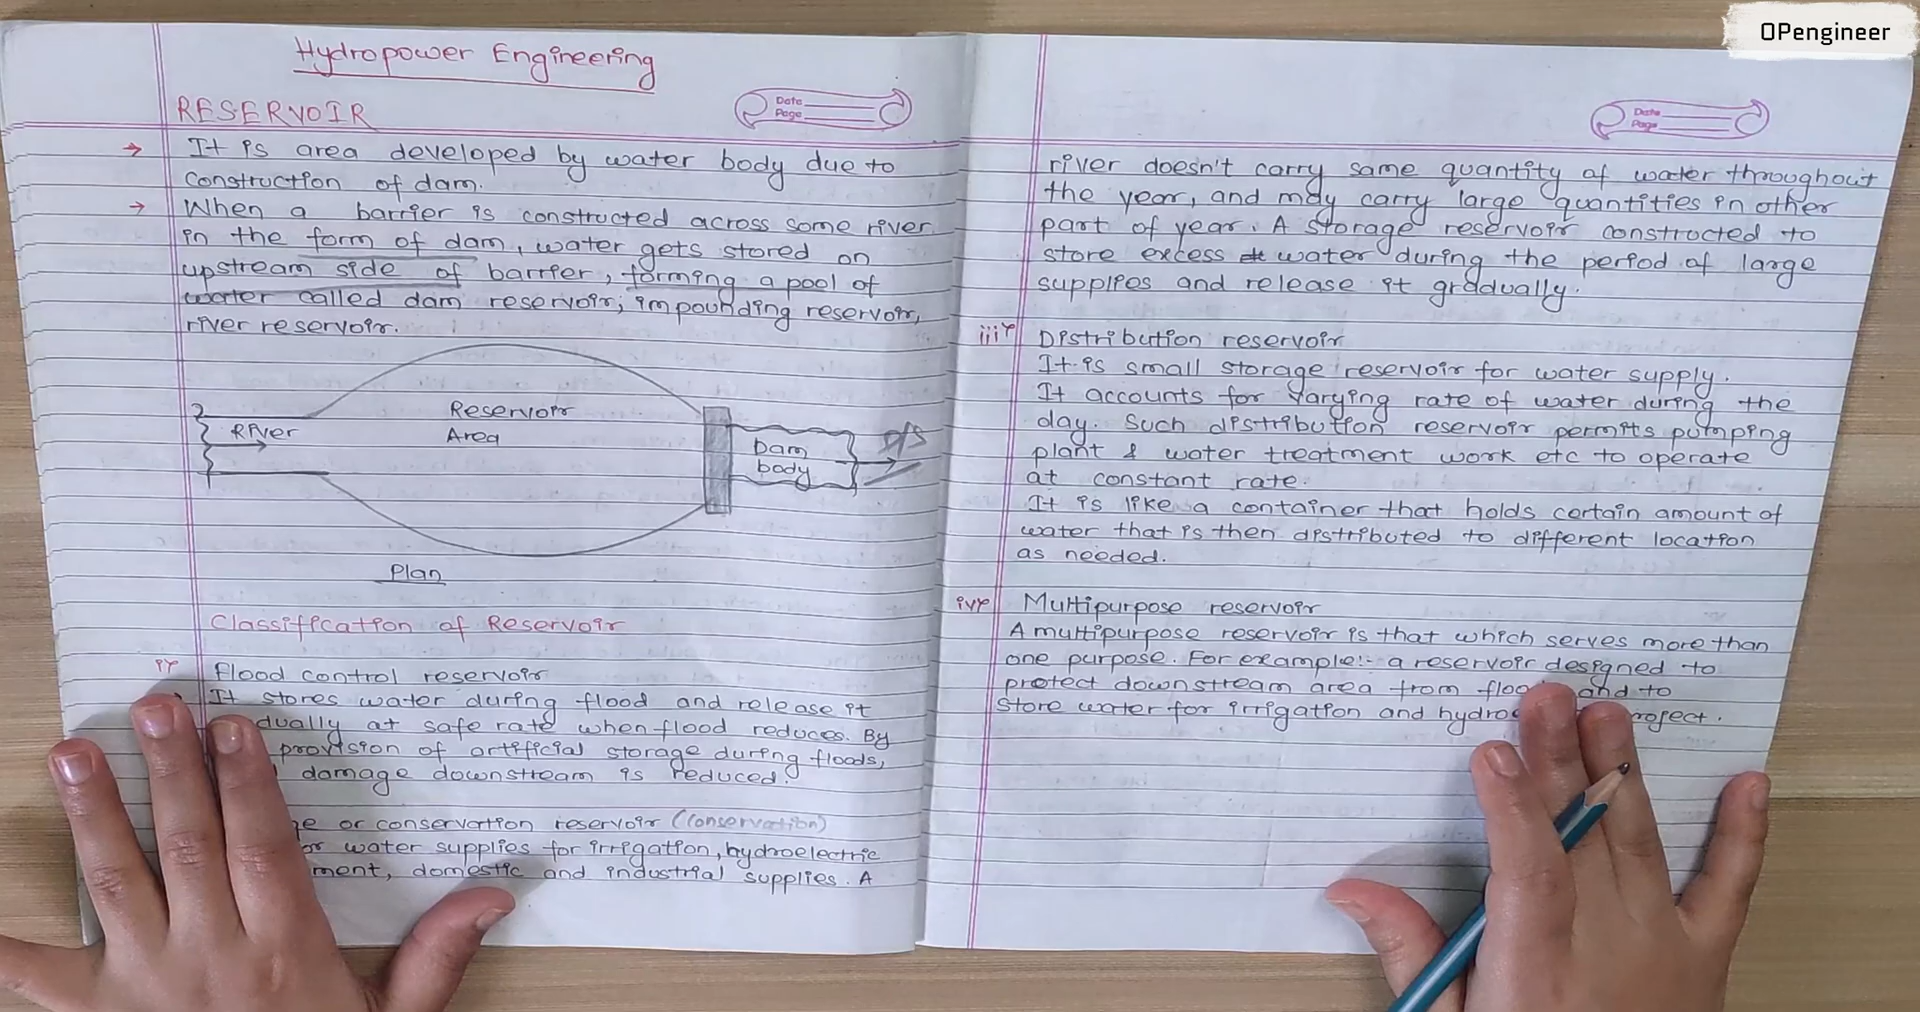 OPengineer
Hydropower Engineering
RESERVOIR
Date
Page
→ It is area developed by water body due to
construction of dam.
→ When a barrier is constructed across some river
in the form of dam, water gets stored on
upstream side of barrier, forming a pool of
water called dam reservoir, impounding reservoir,
river reservoir.
Reservoir
Area
River
Dam
body
D/S
Plan
Classification of Reservoir
i) Flood control reservoir
→ It stores water during flood and release it
dually at safe rate when flood reduces. By
provision of artificial storage during floods,
damage downstream is reduced.
ge or conservation reservoir (conservation)
or water supplies for irrigation, hydroelectric
ment, domestic and industrial supplies. A
Date
Page
river doesn't carry same quantity of water throughout
the year, and may carry large quantities in other
part of year. A storage reservoir constructed to
store excess water during the period of large
supplies and release it gradually.
iii) Distribution reservoir
It is small storage reservoir for water supply.
It accounts for varying rate of water during the
day. Such distribution reservoir permits pumping
plant & water treatment work etc to operate
at constant rate.
It is like a container that holds certain amount of
water that is then distributed to different location
as needed.
iv) Multipurpose reservoir
A multipurpose reservoir is that which serves more than
one purpose. For example:- a reservoir designed to
protect downstream area from floo and to
store water for irrigation and hydro roject.